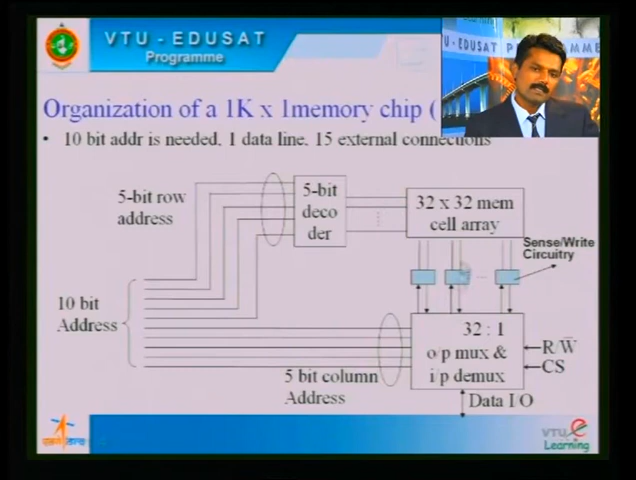 VTU - EDUSAT
Programme
U - EDUSAT PROGRAMME
Organization of a 1K x 1memory chip (
• 10 bit addr is needed, 1 data line, 15 external connections
5-bit row
address
5-bit
deco
der
32 x 32 mem
cell array
Sense/Write
Circuitry
10 bit
Address
32 : 1
o/p mux &
i/p demux
R/W̅
CS
5 bit column
Address
Data I/O
VTU e
Learning